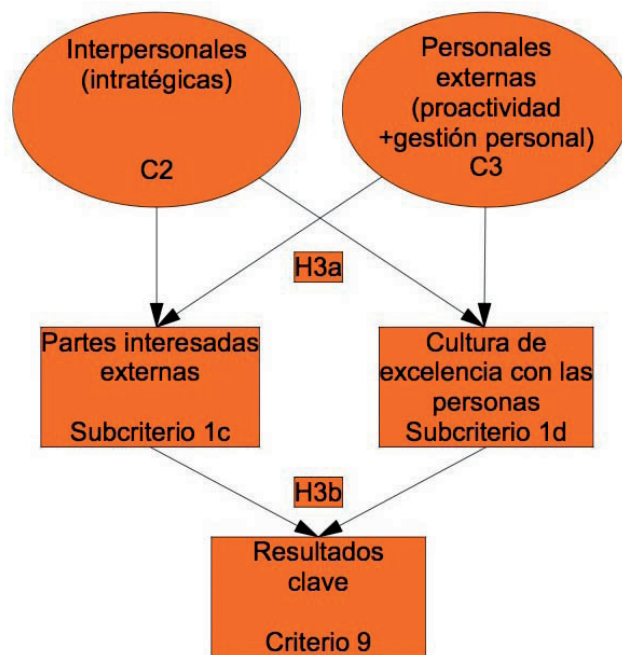 Interpersonales
(intratégicas)
C2
Personales
externas
(proactividad
+gestión personal)
C3
H3a
Partes interesadas
externas
Subcriterio 1c
Cultura de
excelencia con las
personas
Subcriterio 1d
H3b
Resultados
clave
Criterio 9